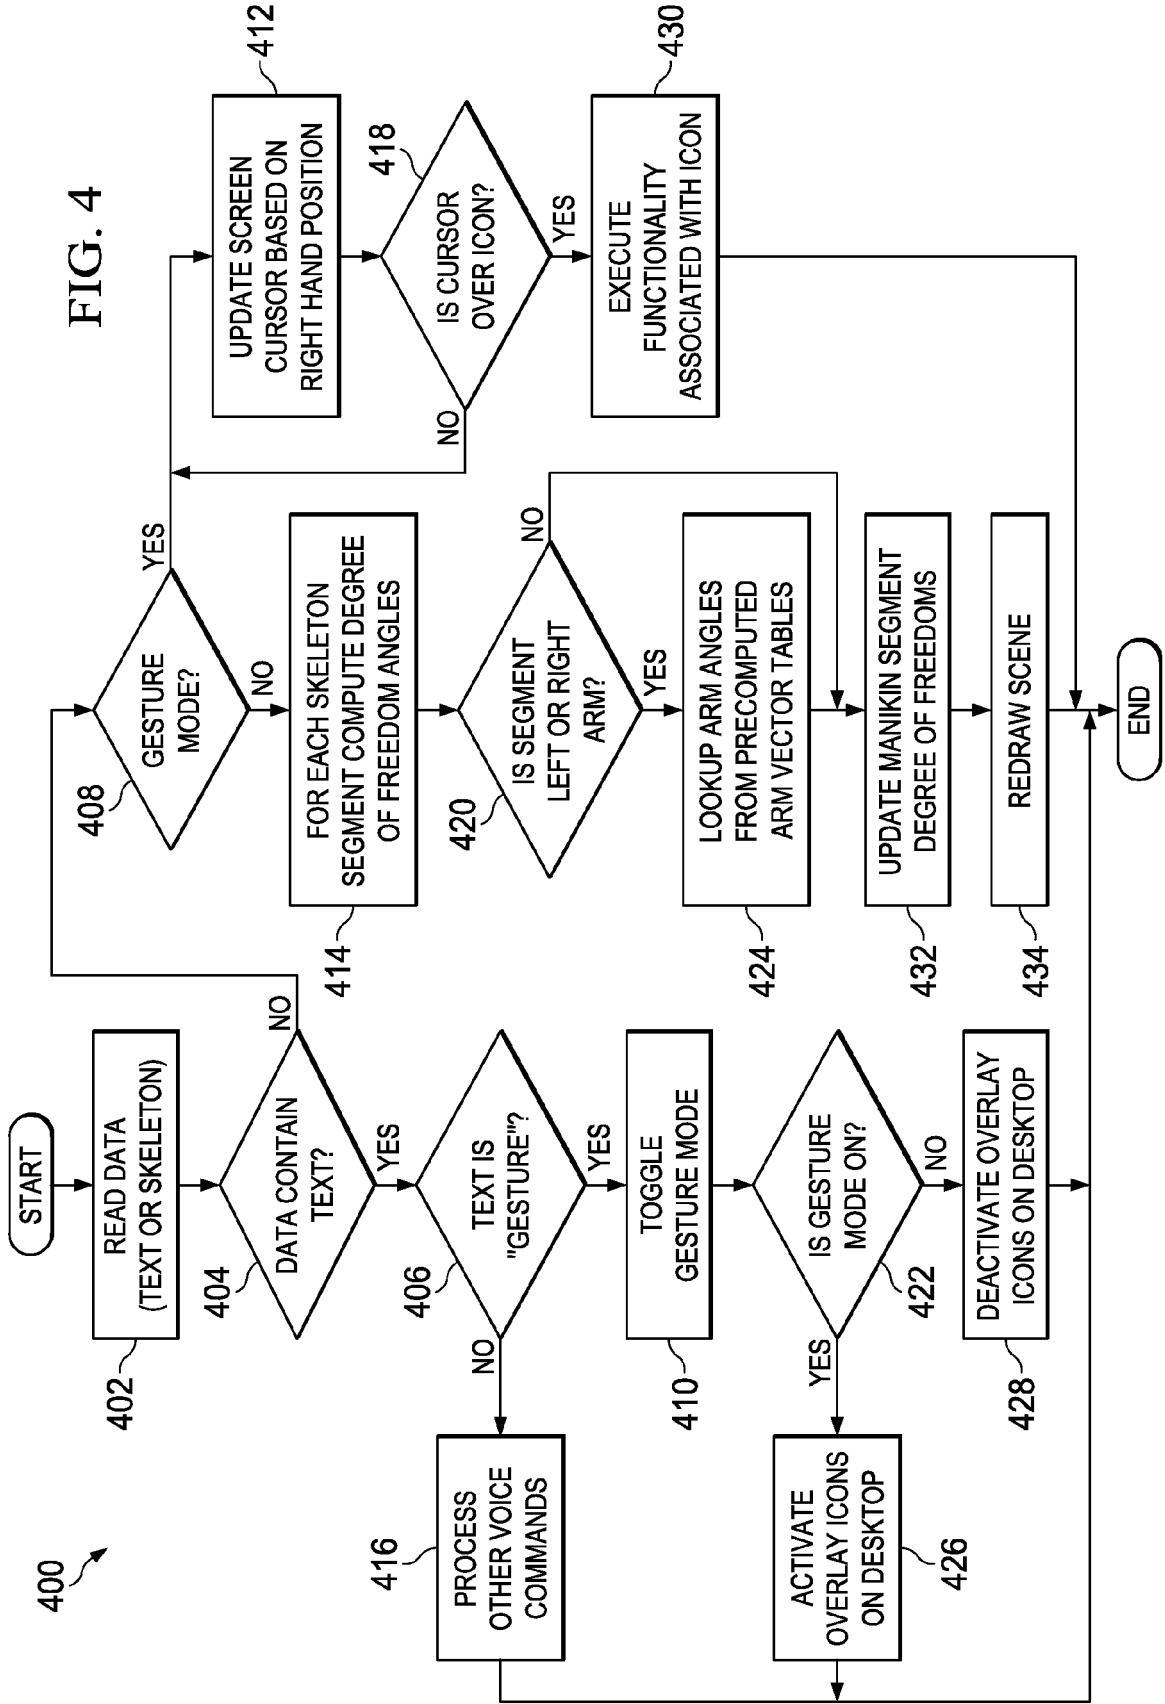 FIG. 4
400
START
READ DATA
(TEXT OR SKELETON)
402
DATA CONTAIN
TEXT?
404
NO
YES
TEXT IS
"GESTURE"?
406
NO
YES
PROCESS
OTHER VOICE
COMMANDS
416
TOGGLE
GESTURE MODE
410
IS GESTURE
MODE ON?
422
YES
NO
ACTIVATE
OVERLAY ICONS
ON DESKTOP
426
DEACTIVATE OVERLAY
ICONS ON DESKTOP
428
GESTURE
MODE?
408
YES
NO
FOR EACH SKELETON
SEGMENT COMPUTE DEGREE
OF FREEDOM ANGLES
414
IS SEGMENT
LEFT OR RIGHT
ARM?
420
NO
YES
LOOKUP ARM ANGLES
FROM PRECOMPUTED
ARM VECTOR TABLES
424
UPDATE MANIKIN SEGMENT
DEGREE OF FREEDOMS
432
REDRAW SCENE
434
UPDATE SCREEN
CURSOR BASED ON
RIGHT HAND POSITION
412
IS CURSOR
OVER ICON?
418
NO
YES
EXECUTE
FUNCTIONALITY
ASSOCIATED WITH ICON
430
END